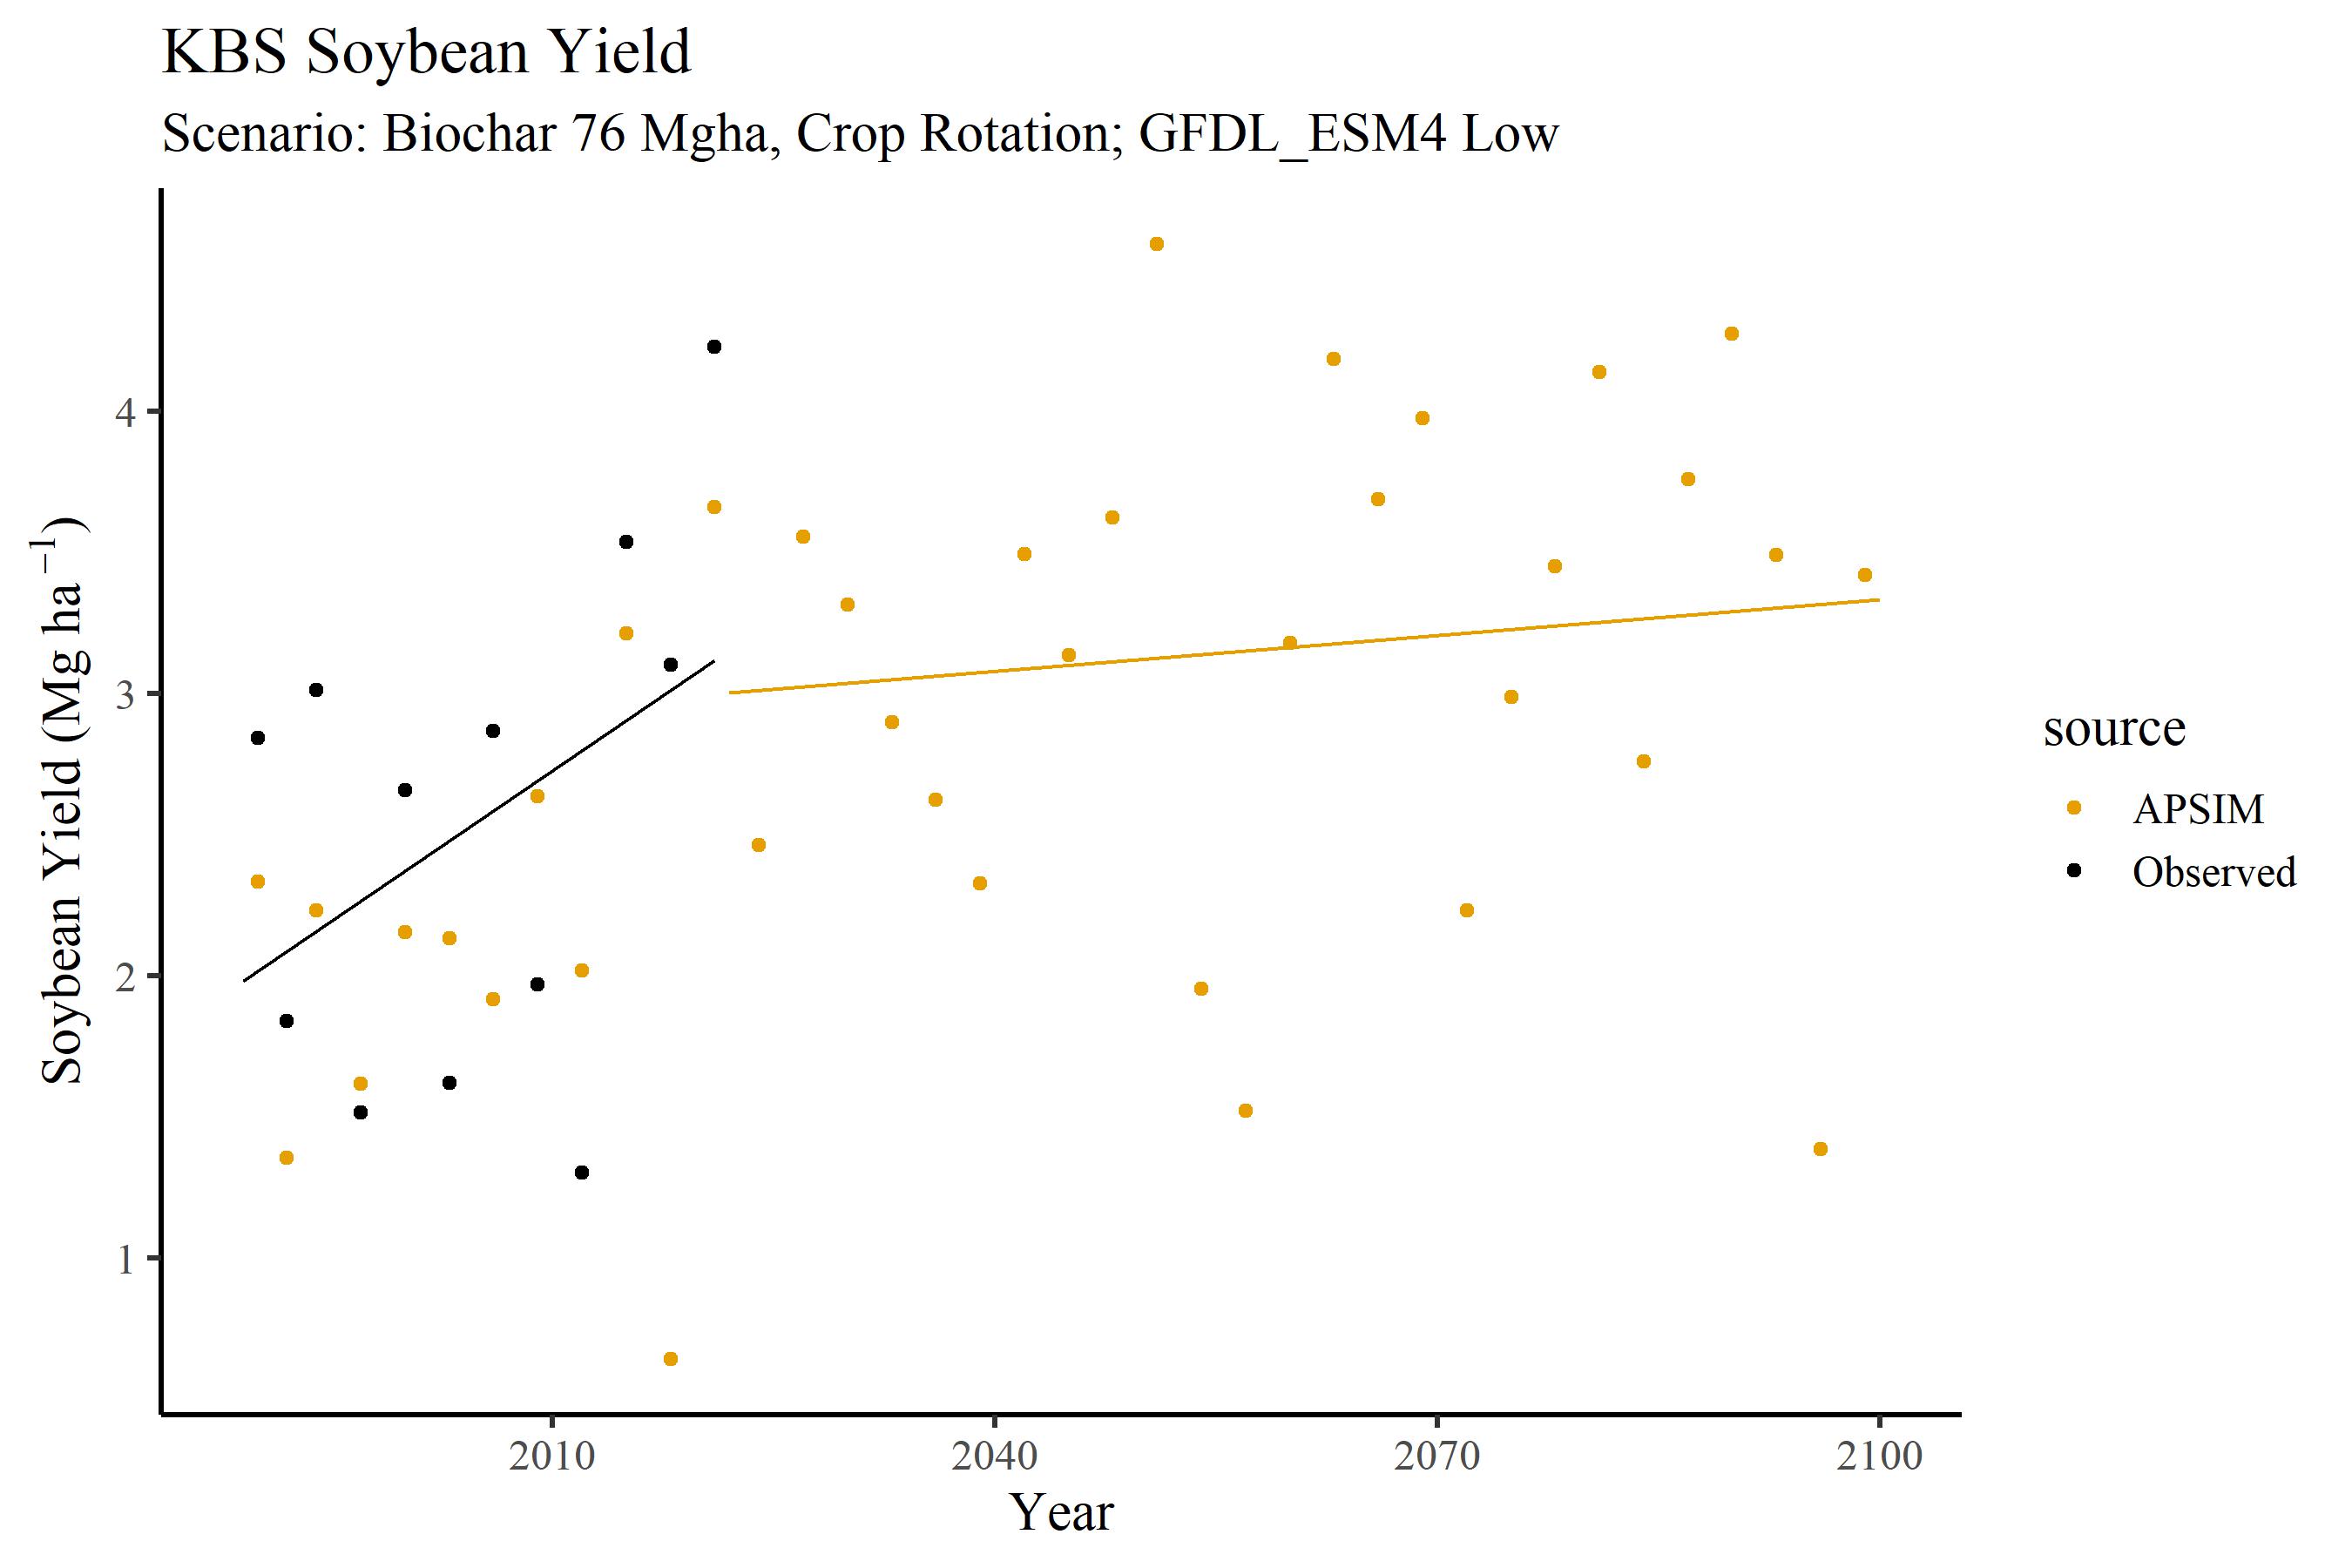 KBS Soybean Yield
Scenario: Biochar 76 Mgha, Crop Rotation; GFDL_ESM4 Low
Soybean Yield (Mg ha⁻¹)
4
3
2
1
2010 2040 2070 2100
Year
source
APSIM
Observed